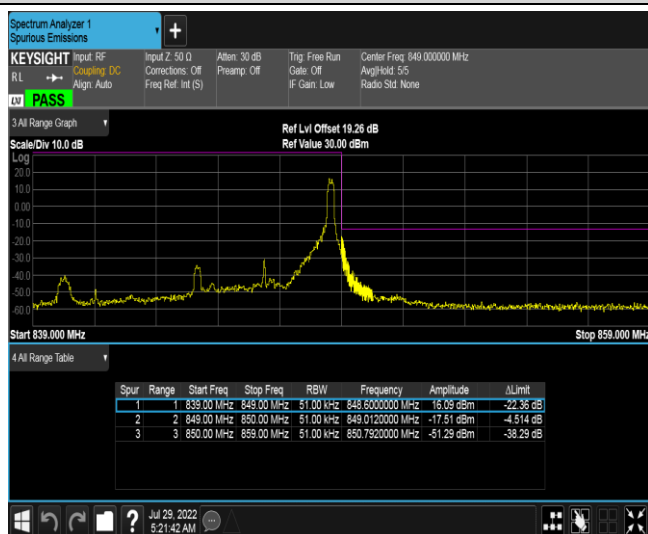 Spectrum Analyzer 1
Spurious Emissions
+
KEYSIGHT Input: RF Input Z: 50 Ω Atten: 30 dB Trig: Free Run Center Freq: 849.000000 MHz
RL Coupling: DC Corrections: Off Preamp: Off Gate: Off Avg|Hold: 5/5
Align: Auto Freq Ref: Int (S) IF Gain: Low Radio Std: None
LXI PASS
3 All Range Graph
Ref Lvl Offset 19.26 dB
Scale/Div 10.0 dB Ref Value 30.00 dBm
Log
20.0
10.0
0.00
-10.0
-20.0
-30.0
-40.0
-50.0
-60.0
Start 839.000 MHz Stop 859.000 MHz
4 All Range Table
Spur Range Start Freq Stop Freq RBW Frequency Amplitude ΔLimit
1 1 839.00 MHz 849.00 MHz 51.00 kHz 848.6000000 MHz 16.09 dBm -22.36 dB
2 2 849.00 MHz 850.00 MHz 51.00 kHz 849.0120000 MHz -17.51 dBm -4.514 dB
3 3 850.00 MHz 859.00 MHz 51.00 kHz 850.7920000 MHz -51.29 dBm -38.29 dB
? Jul 29, 2022
5:21:42 AM